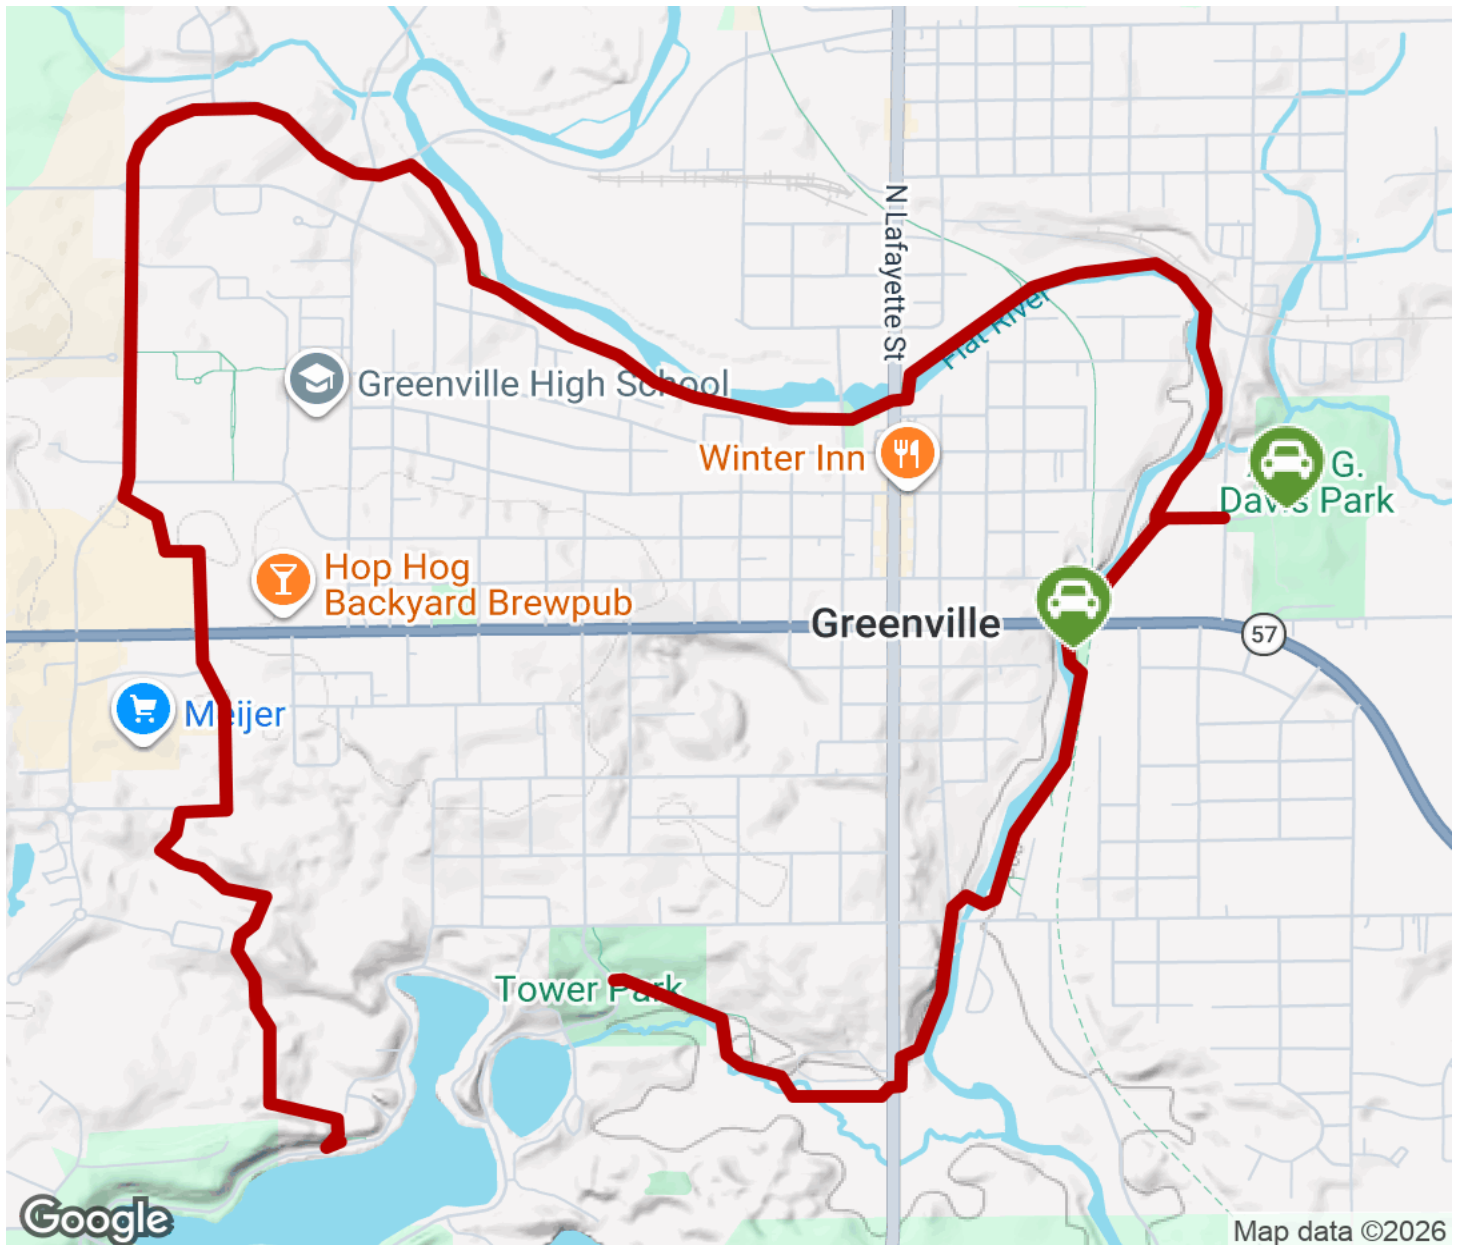 N Lafayette St
Flat River
Greenville High School
Winter Inn
G.
Davis Park
Hop Hog
Backyard Brewpub
Greenville
57
Meijer
Tower Park
Google
Map data ©2026